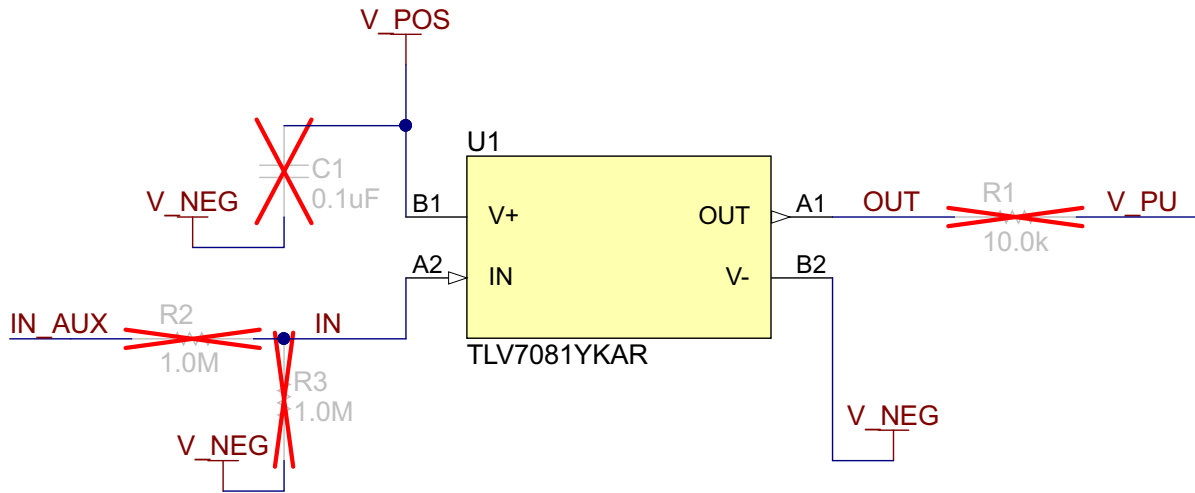 V_POS
U1
C1
0.1uF
V_NEG
B1
V+
OUT
A1
OUT
R1
10.0k
V_PU
A2
IN
V-
B2
IN_AUX
R2
1.0M
IN
TLV7081YKAR
R3
1.0M
V_NEG
V_NEG